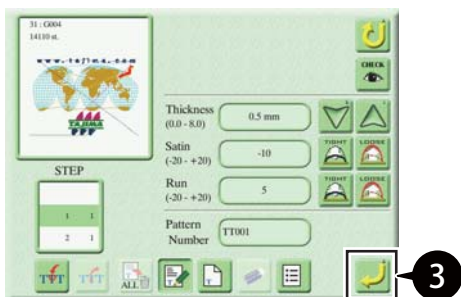 31 : G004
14110 st.
www.tajima.com
TAJIMA
CHECK
Thickness
(0.0 - 8.0)
0.5 mm
Satin
(-20 - +20)
-10
TIGHT
LOOSE
Run
(-20 - +20)
5
TIGHT
LOOSE
STEP
1 1
2 1
Pattern
Number
TT001
ALL
3